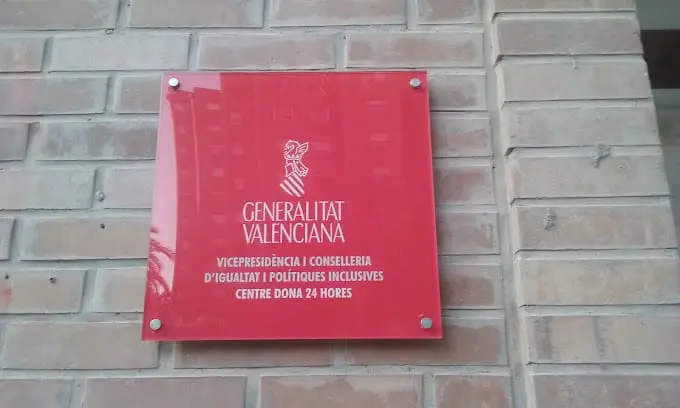 GENERALITAT
VALENCIANA
VICEPRESIDÈNCIA I CONSELLERIA
D'IGUALTAT I POLÍTIQUES INCLUSIVES
CENTRE DONA 24 HORES